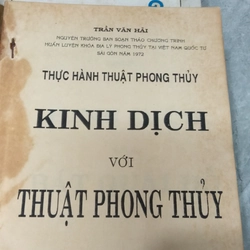 TRẦN VĂN HẢI
NGUYÊN TRƯỞNG BAN SOẠN THẢO CHƯƠNG TRÌNH
HUẤN LUYỆN KHÓA ĐỊA LÝ PHONG THỦY TẠI VIỆT NAM QUỐC TỰ
SÀI GÒN NĂM 1972
THỰC HÀNH THUẬT PHONG THỦY
KINH DỊCH
VỚI
THUẬT PHONG THỦY